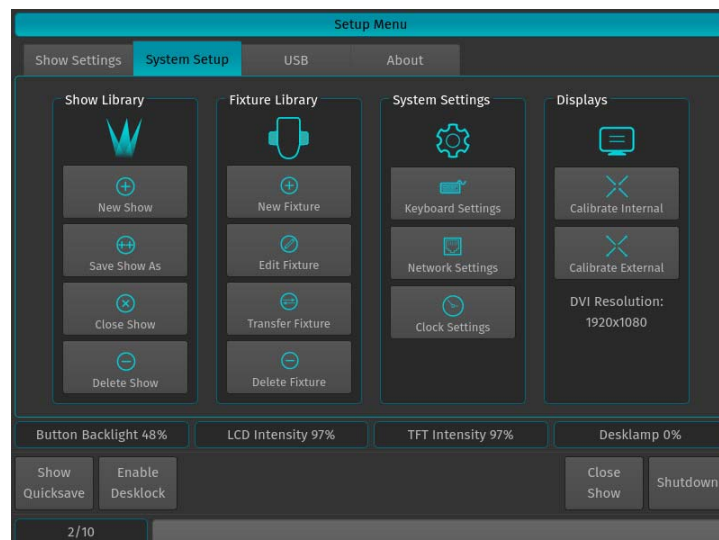 Setup Menu
Show Settings
System Setup
USB
About
Show Library
New Show
Save Show As
Close Show
Delete Show
Fixture Library
New Fixture
Edit Fixture
Transfer Fixture
Delete Fixture
System Settings
Keyboard Settings
Network Settings
Clock Settings
Displays
Calibrate Internal
Calibrate External
DVI Resolution:
1920x1080
Button Backlight 48%
LCD Intensity 97%
TFT Intensity 97%
Desklamp 0%
Show
Quicksave
Enable
Desklock
Close
Show
Shutdown
2/10